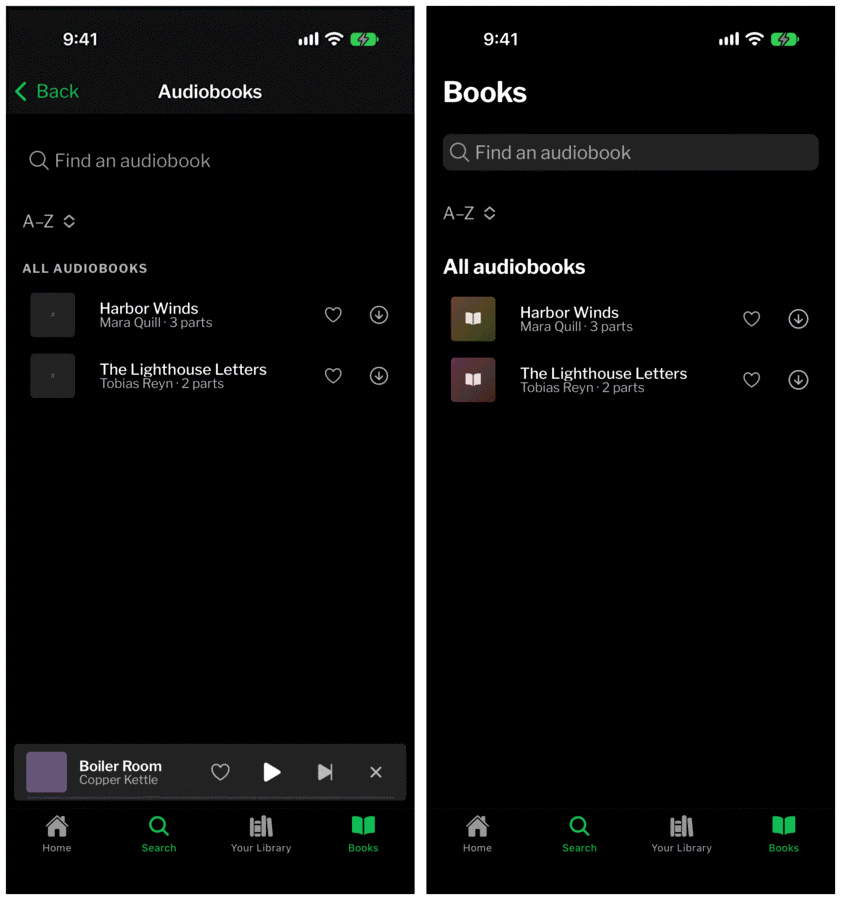 9:41
Back
Audiobooks
Find an audiobook
A–Z
ALL AUDIOBOOKS
Harbor Winds
Mara Quill · 3 parts
The Lighthouse Letters
Tobias Reyn · 2 parts
Boiler Room
Copper Kettle
Home
Search
Your Library
Books
9:41
Books
Find an audiobook
A–Z
All audiobooks
Harbor Winds
Mara Quill · 3 parts
The Lighthouse Letters
Tobias Reyn · 2 parts
Home
Search
Your Library
Books